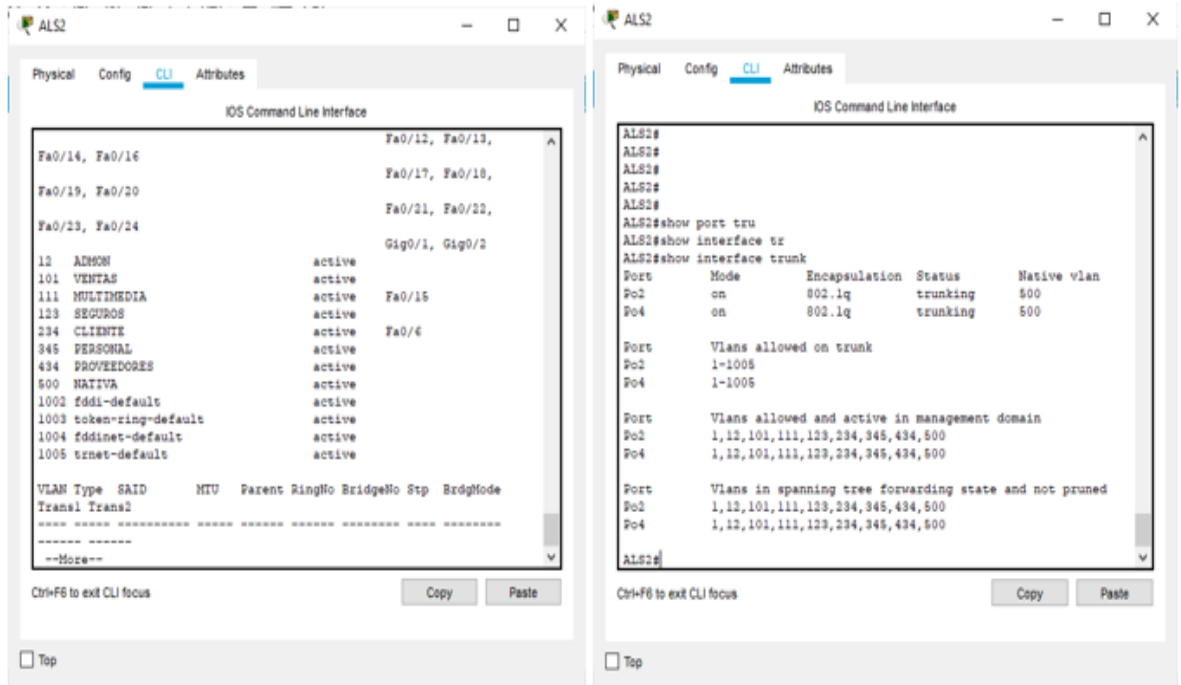 ALS2
Physical Config CLI Attributes
IOS Command Line Interface
Fa0/12, Fa0/13,
Fa0/14, Fa0/16
Fa0/17, Fa0/18,
Fa0/19, Fa0/20
Fa0/21, Fa0/22,
Fa0/23, Fa0/24
Gig0/1, Gig0/2
12 ADMON active
101 VENTAS active
111 MULTIMEDIA active Fa0/15
123 SEGUROS active
234 CLIENTE active Fa0/6
345 PERSONAL active
434 PROVEEDORES active
500 NATIVA active
1002 fddi-default active
1003 token-ring-default active
1004 fddinet-default active
1005 trnet-default active
VLAN Type SAID MTU Parent RingNo BridgeNo Stp BrdgMode
Trans1 Trans2
---- ----- ---------- ----- ------ ------ -------- ---- --------
------ ------
--More--
Ctrl+F6 to exit CLI focus
Copy Paste
Top
ALS2
Physical Config CLI Attributes
IOS Command Line Interface
ALS2#
ALS2#
ALS2#
ALS2#
ALS2#
ALS2#show port tru
ALS2#show interface tr
ALS2#show interface trunk
Port Mode Encapsulation Status Native vlan
Po2 on 802.1q trunking 500
Po4 on 802.1q trunking 500
Port Vlans allowed on trunk
Po2 1-1005
Po4 1-1005
Port Vlans allowed and active in management domain
Po2 1,12,101,111,123,234,345,434,500
Po4 1,12,101,111,123,234,345,434,500
Port Vlans in spanning tree forwarding state and not pruned
Po2 1,12,101,111,123,234,345,434,500
Po4 1,12,101,111,123,234,345,434,500
ALS2#
Ctrl+F6 to exit CLI focus
Copy Paste
Top